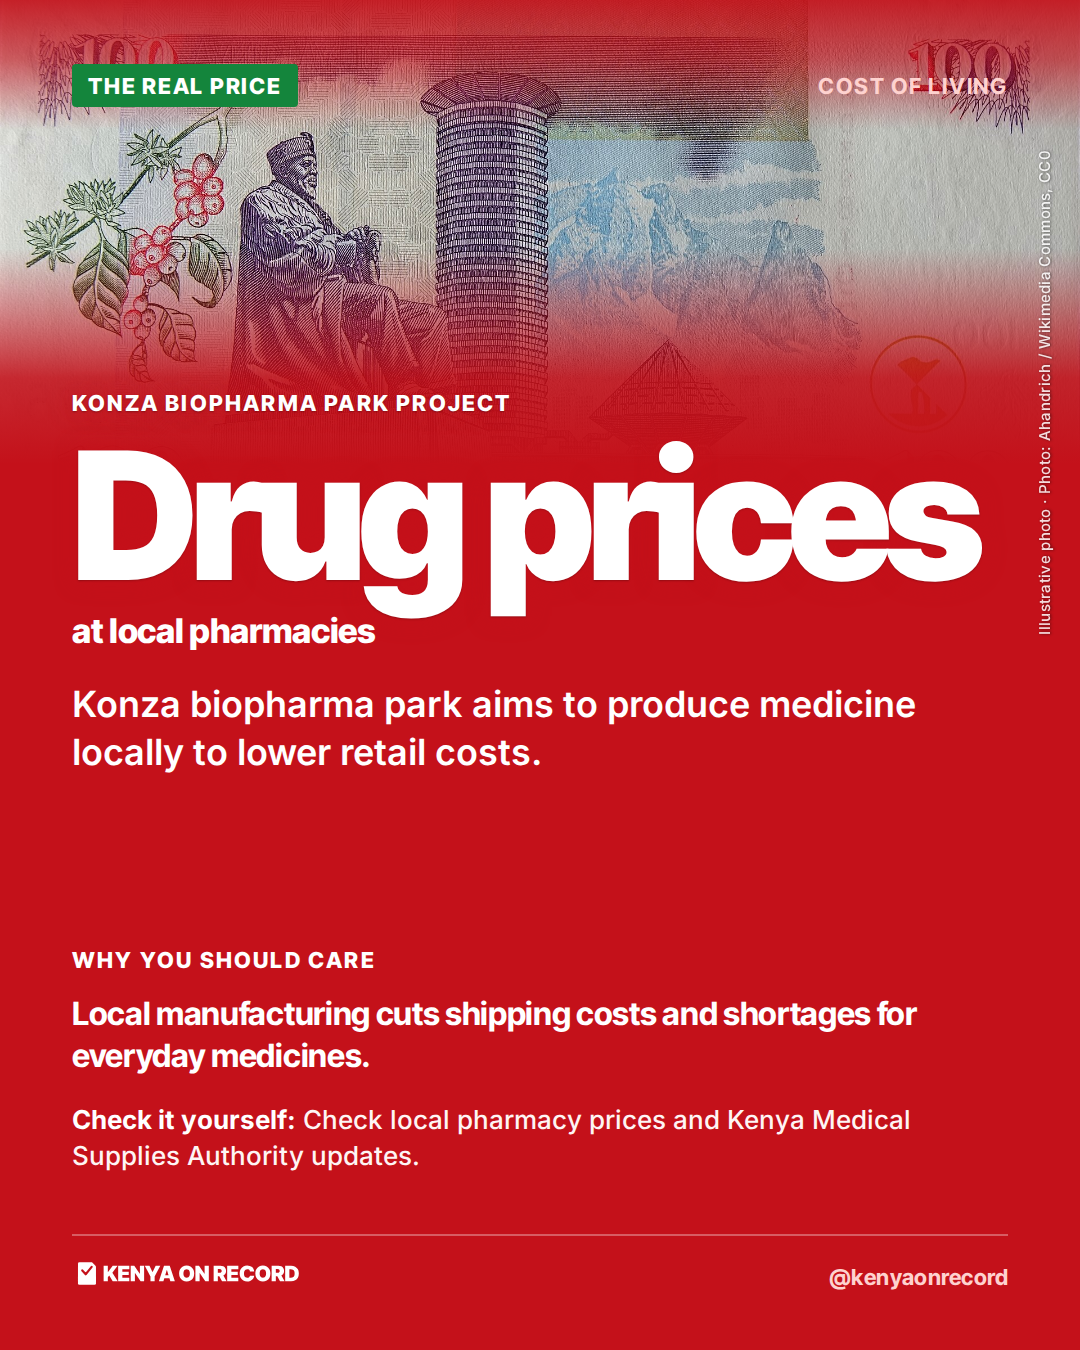 100
100
THE REAL PRICE
COST OF LIVING
KONZA BIOPHARMA PARK PROJECT
Drug prices
at local pharmacies
Konza biopharma park aims to produce medicine
locally to lower retail costs.
WHY YOU SHOULD CARE
Local manufacturing cuts shipping costs and shortages for
everyday medicines.
Check it yourself: Check local pharmacy prices and Kenya Medical
Supplies Authority updates.
KENYA ON RECORD
@kenyaonrecord
Illustrative photo · Photo: Ahandrich / Wikimedia Commons, CC0